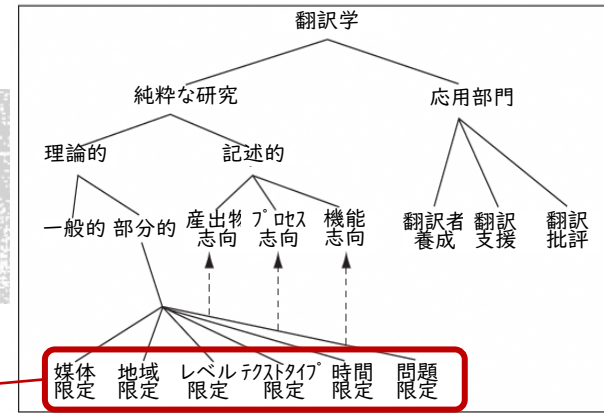 翻訳学
純粋な研究
応用部門
理論的
記述的
一般的
部分的
産出物
志向
プロセス
志向
機能
志向
翻訳者
養成
翻訳
支援
翻訳
批評
媒体
限定
地域
限定
レベル
限定
テクストタイプ
限定
時間
限定
問題
限定